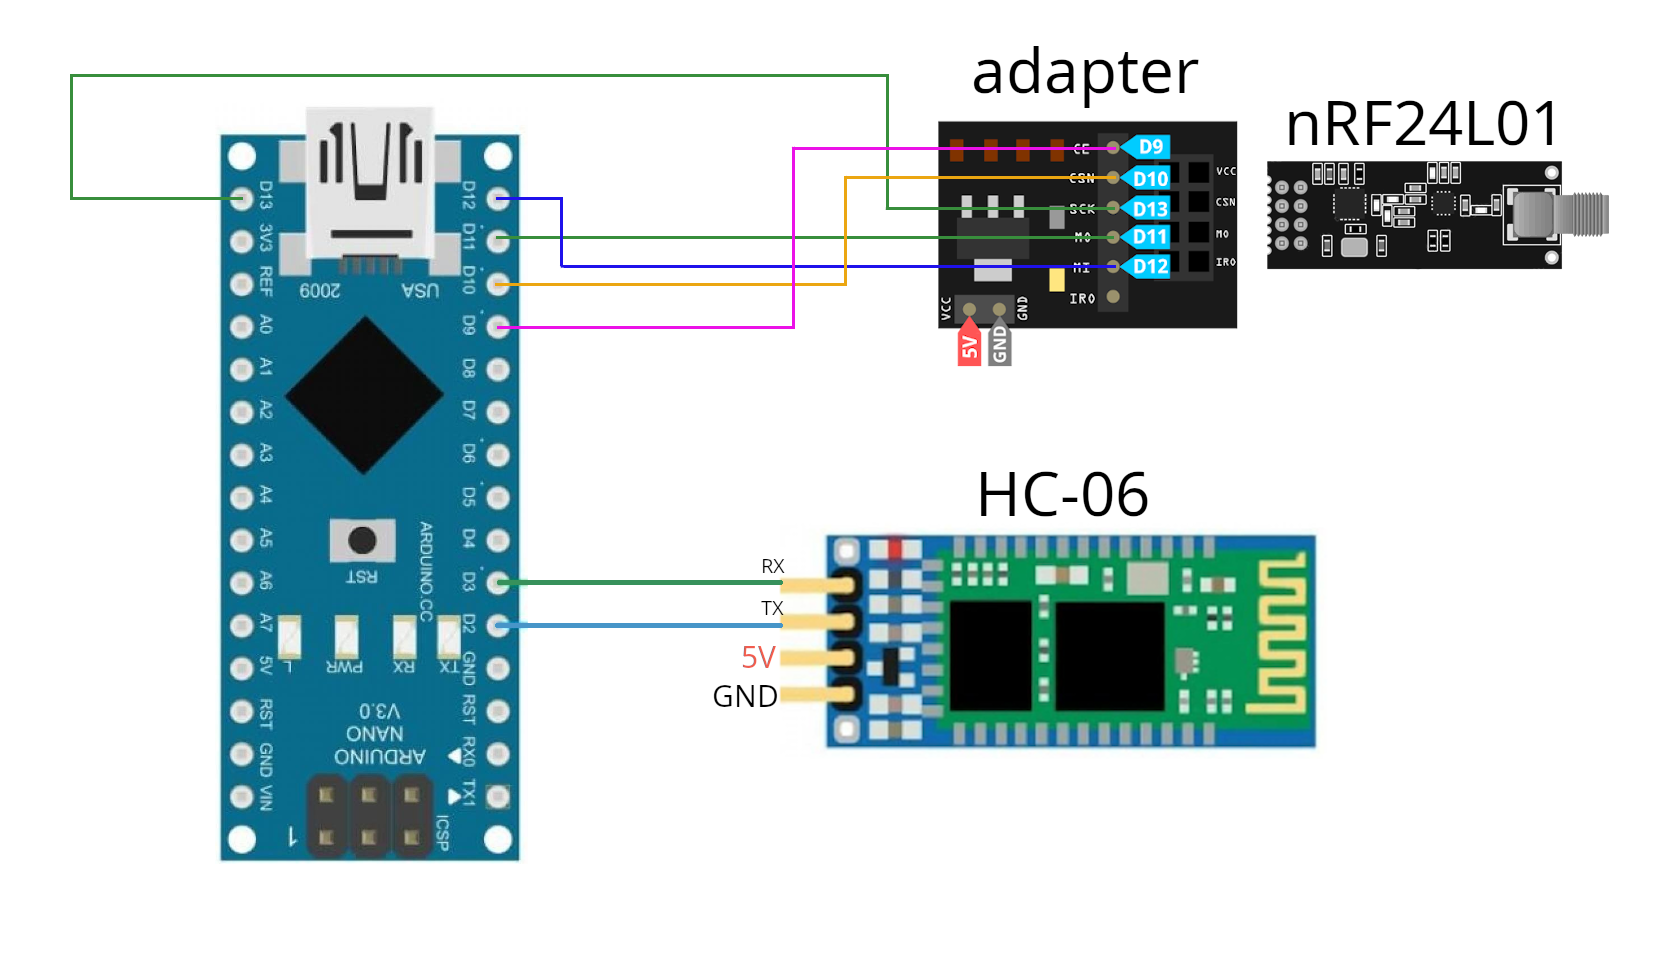 adapter
nRF24L01
CE
D9
CSN
D10
SCK
D13
M0
D11
MI
D12
IRO
VCC
GND
5V
GND
VCC
CSN
MO
IRO
D13
3V3
REF
A0
A1
A2
A3
A4
A5
A6
A7
5V
RST
GND
VIN
D12
D11
D10
D9
D8
D7
D6
D5
D4
D3
D2
GND
RST
RX0
TX1
USA
2009
RST
ARDUINO.CC
TX
RX
PWR
L
ARDUINO
NANO
V3.0
ICSP
1
HC-06
RX
TX
5V
GND